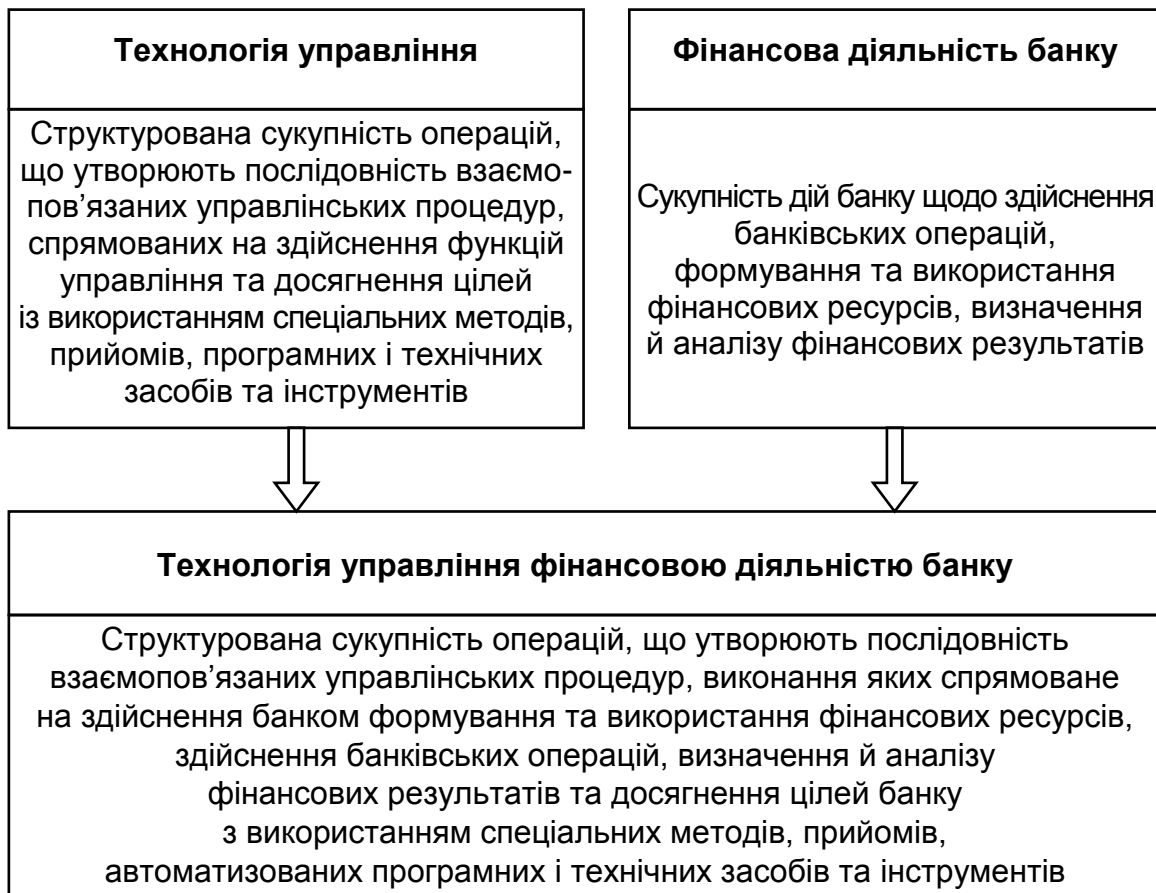 Технологія управління
Структурована сукупність операцій,
що утворюють послідовність взаємо-
пов’язаних управлінських процедур,
спрямованих на здійснення функцій
управління та досягнення цілей
із використанням спеціальних методів,
прийомів, програмних і технічних
засобів та інструментів
Фінансова діяльність банку
Сукупність дій банку щодо здійснення
банківських операцій,
формування та використання
фінансових ресурсів, визначення
й аналізу фінансових результатів
Технологія управління фінансовою діяльністю банку
Структурована сукупність операцій, що утворюють послідовність
взаємопов’язаних управлінських процедур, виконання яких спрямоване
на здійснення банком формування та використання фінансових ресурсів,
здійснення банківських операцій, визначення й аналізу
фінансових результатів та досягнення цілей банку
з використанням спеціальних методів, прийомів,
автоматизованих програмних і технічних засобів та інструментів